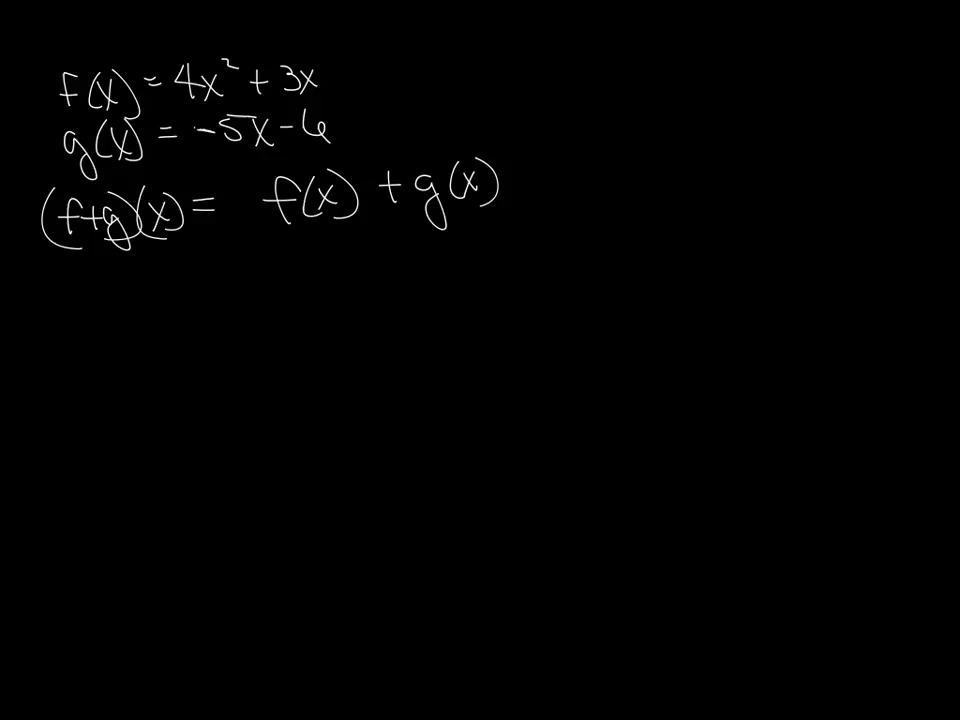 f(x) = 4x² + 3x
g(x) = -5x - 6
(f+g)(x) = f(x) + g(x)